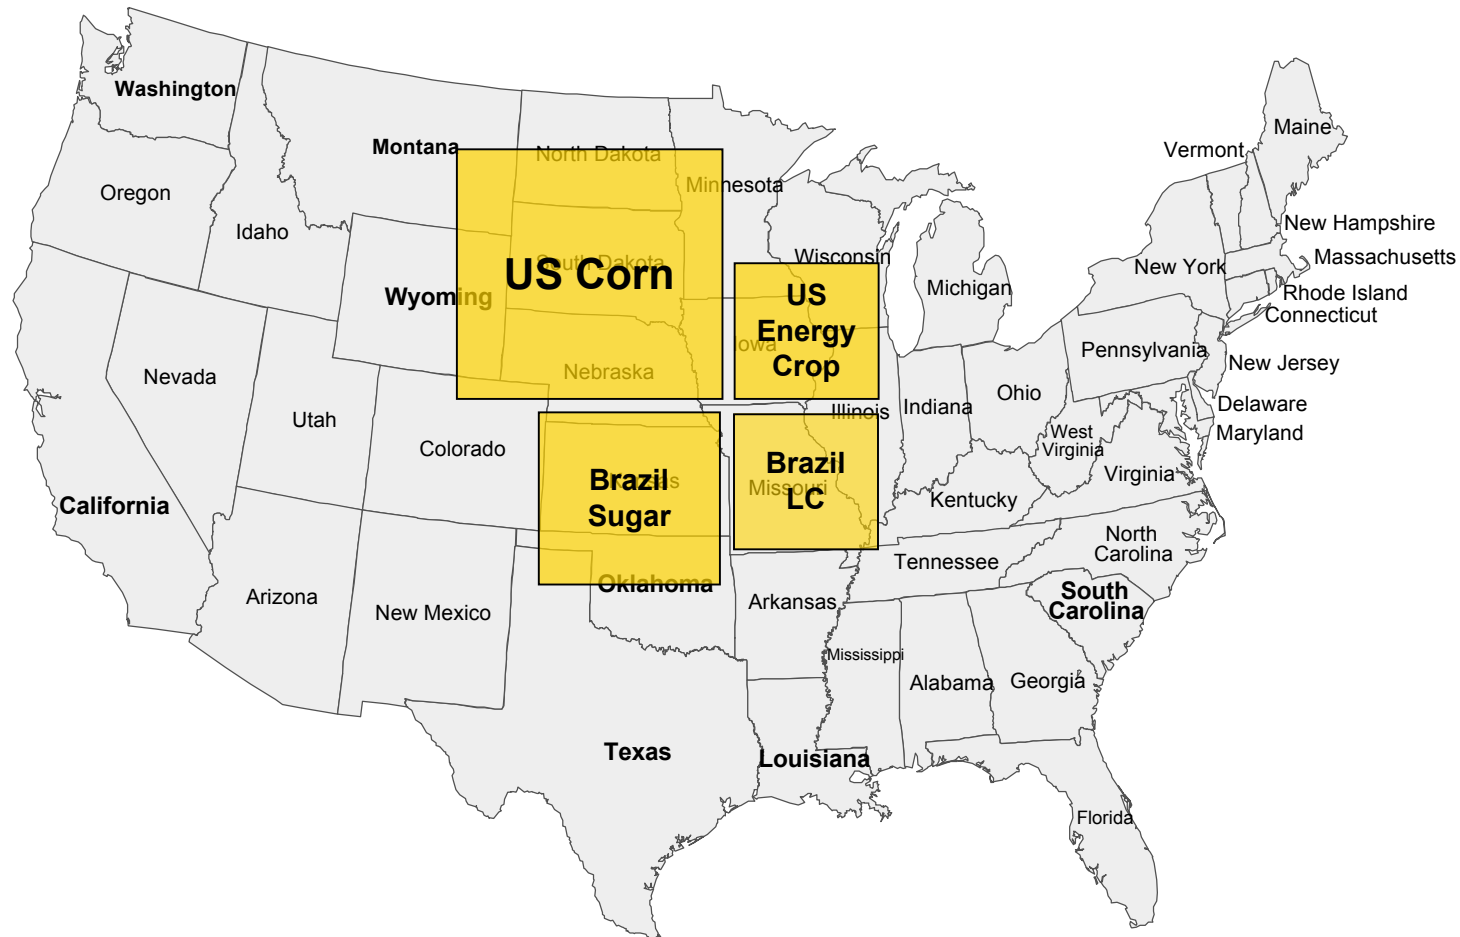 Washington
Maine
Montana
North Dakota
Vermont
Minnesota
Oregon
New Hampshire
Idaho
Wisconsin
Massachusetts
South Dakota
New York
US Corn
Wyoming
Michigan
Rhode Island
Connecticut
US
Energy
Crop
Iowa
Pennsylvania
New Jersey
Nevada
Nebraska
Ohio
Delaware
Illinois
Indiana
Utah
Maryland
West
Virginia
Colorado
Brazil
LC
Missouri
Virginia
Brazil
Sugar
Kansas
California
Kentucky
North
Carolina
Tennessee
Oklahoma
Arizona
New Mexico
Arkansas
South
Carolina
Mississippi
Alabama
Georgia
Texas
Louisiana
Florida